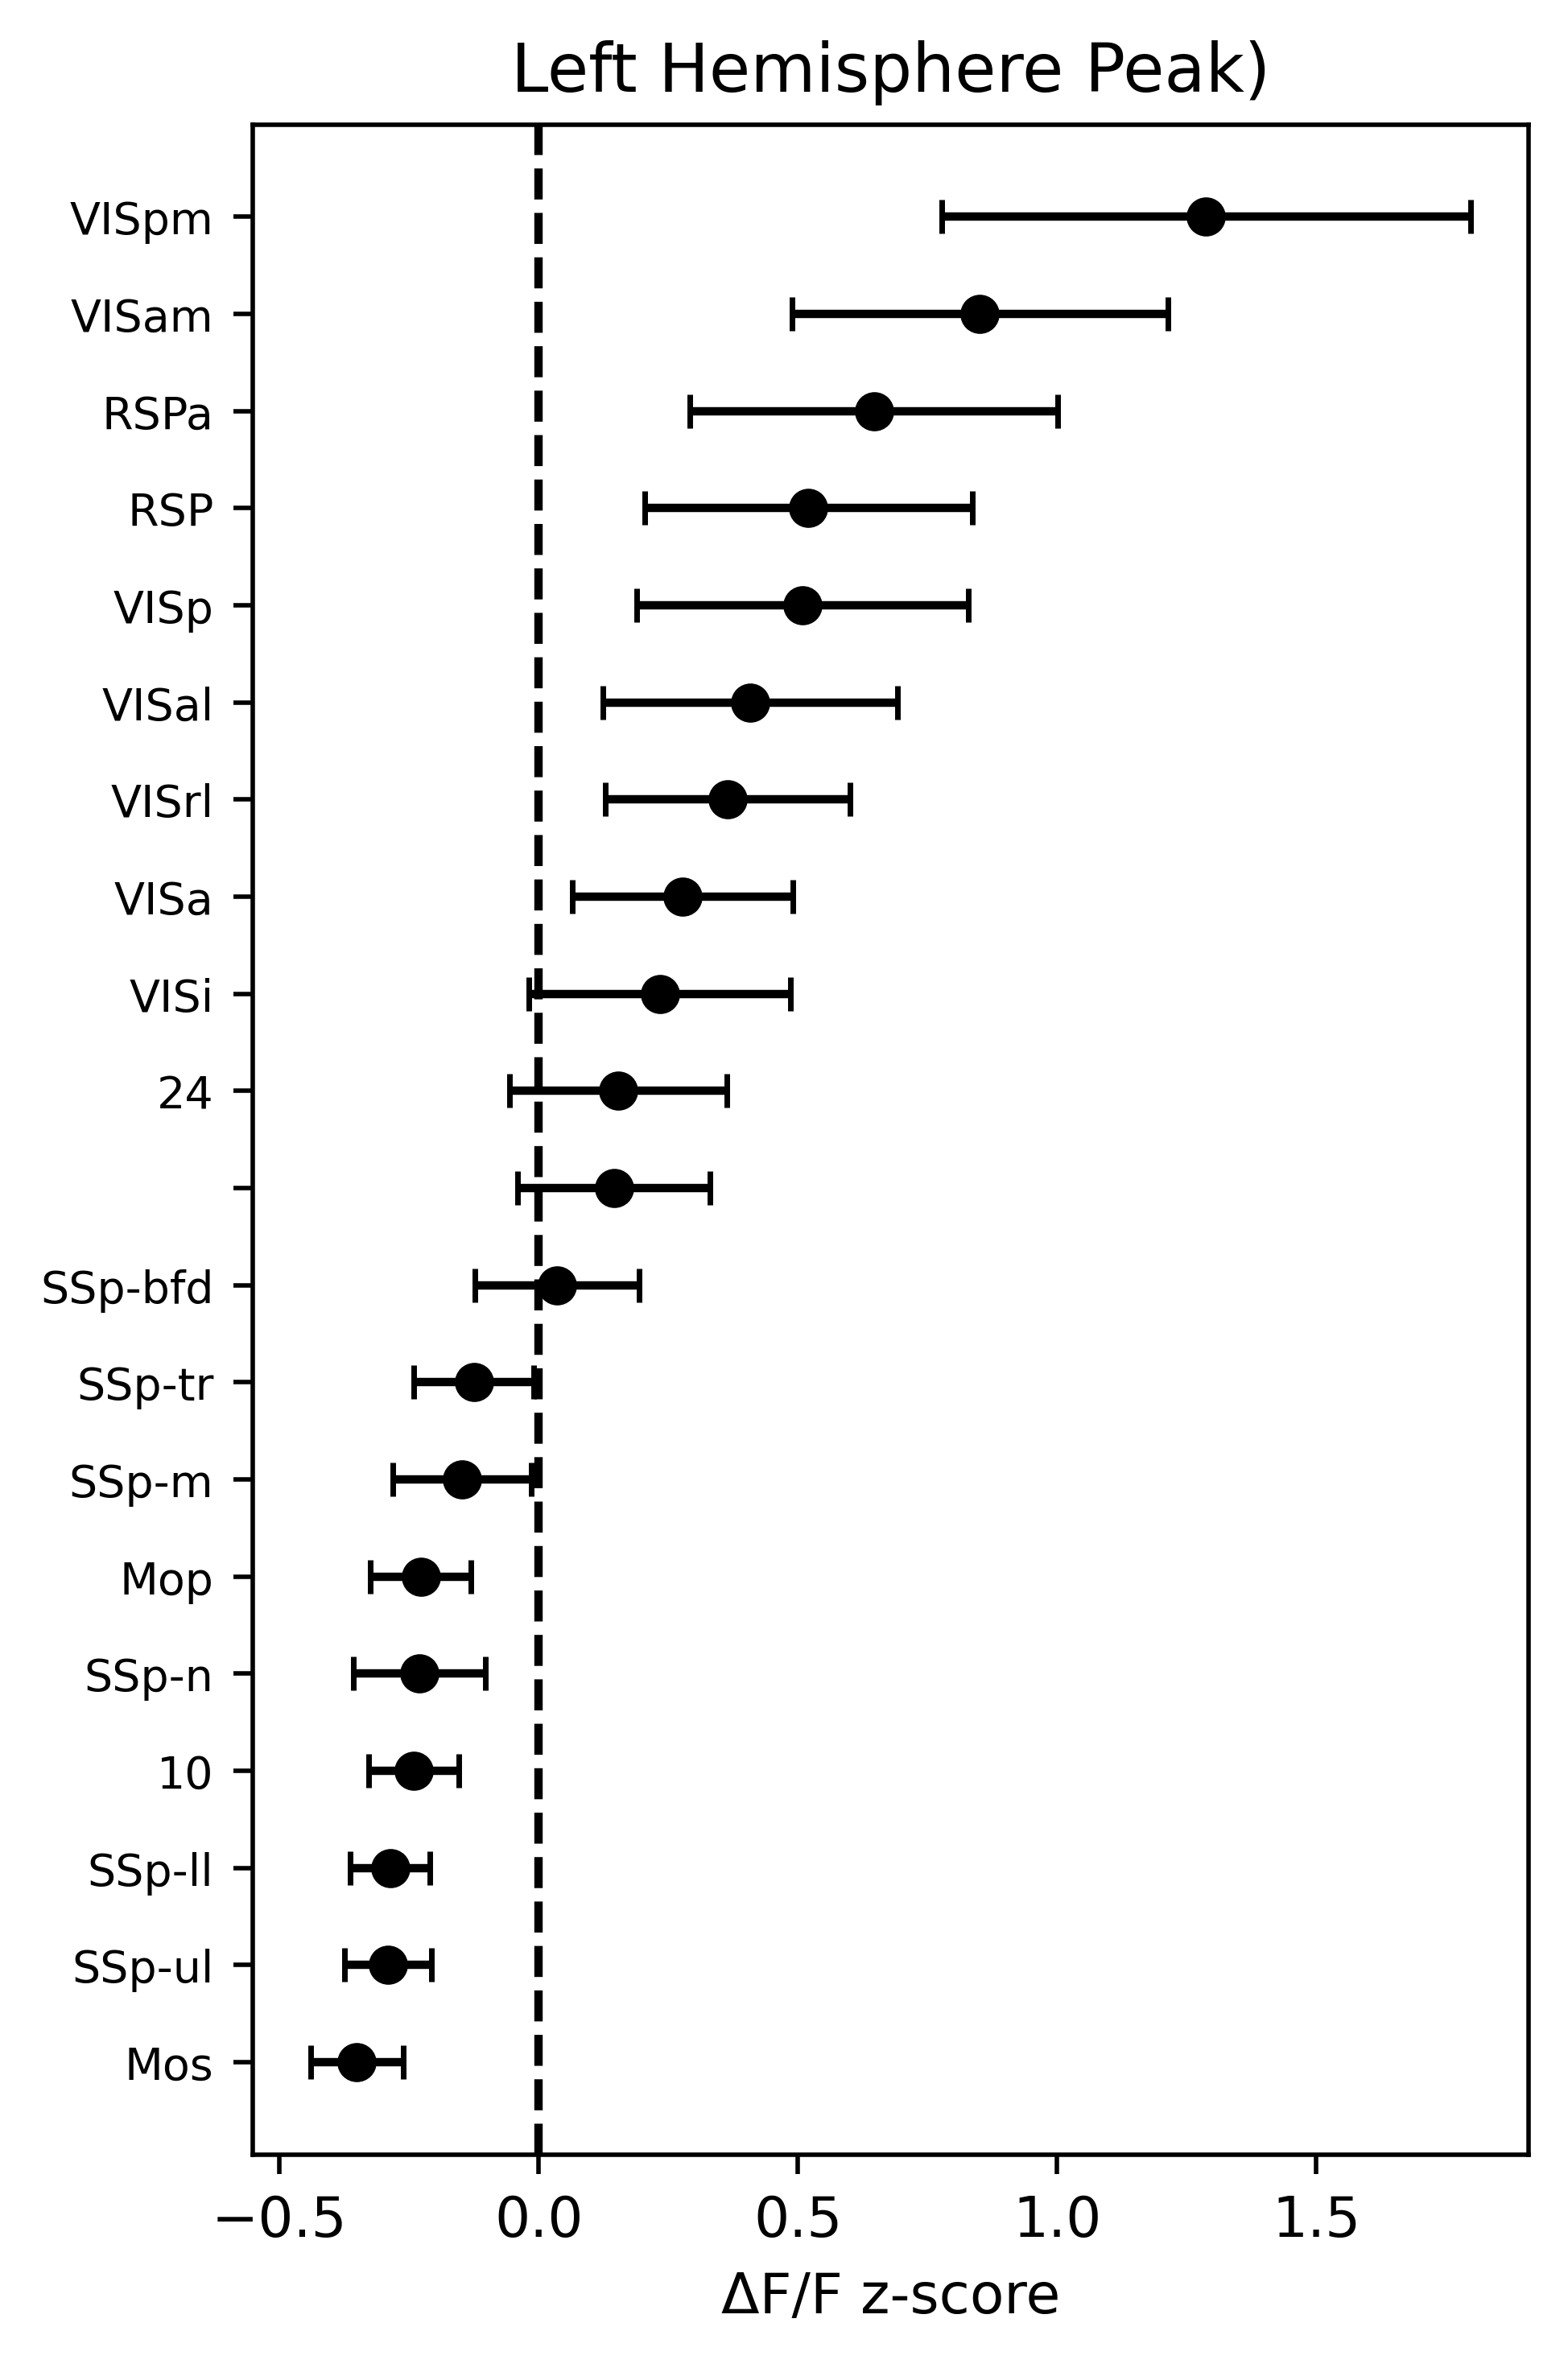 Left Hemisphere Peak)
VISpm
VISam
RSPa
RSP
VISp
VISal
VISrl
VISa
VISi
24
SSp-bfd
SSp-tr
SSp-m
Mop
SSp-n
10
SSp-ll
SSp-ul
Mos
−0.5 0.0 0.5 1.0 1.5
ΔF/F z-score